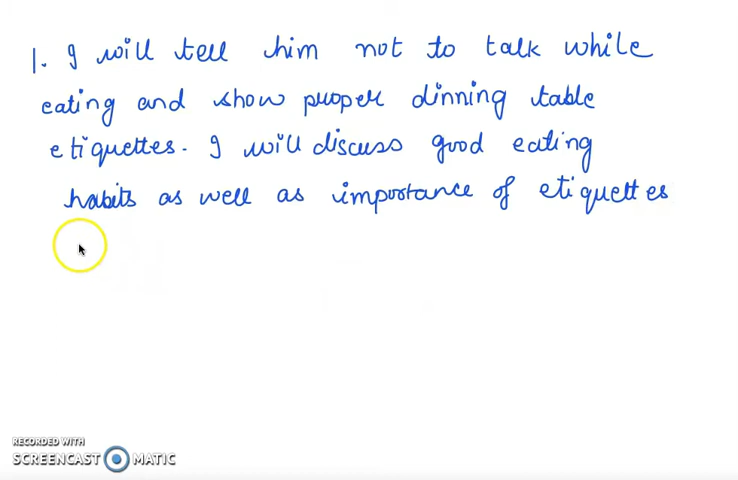 1. I will tell him not to talk while
eating and show proper dinning table
etiquettes. I will discuss good eating
habits as well as importance of etiquettes
RECORDED WITH
SCREENCAST MATIC